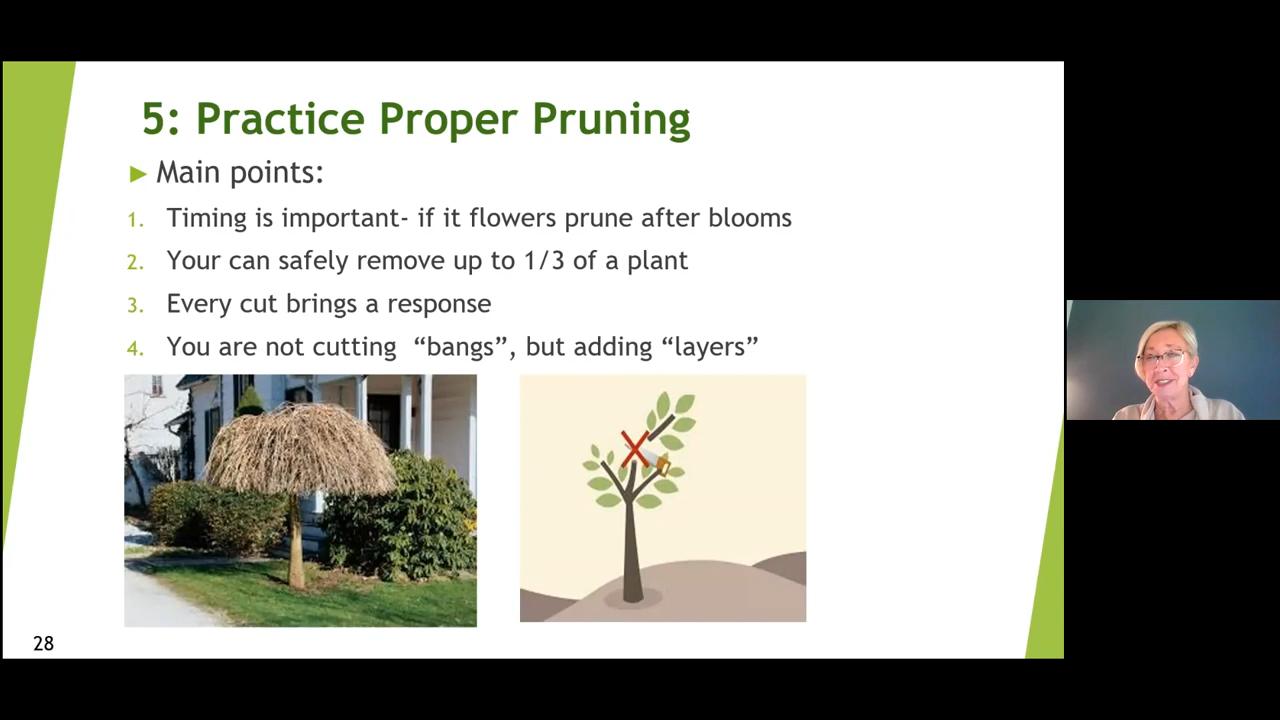 5: Practice Proper Pruning
▶ Main points:
1. Timing is important- if it flowers prune after blooms
2. Your can safely remove up to 1/3 of a plant
3. Every cut brings a response
4. You are not cutting “bangs”, but adding “layers”
28